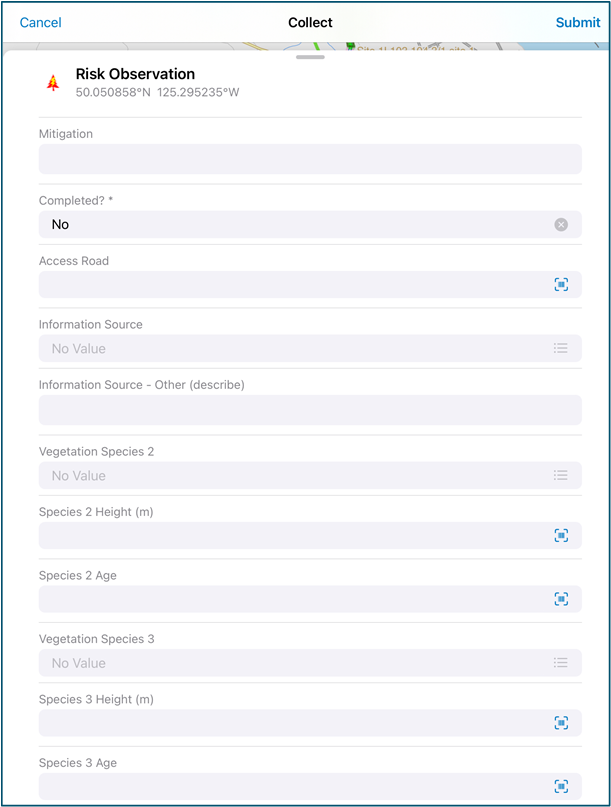 Cancel
Collect
Submit
Risk Observation
50.050858°N 125.295235°W
Mitigation
Completed? *
No
Access Road
Information Source
No Value
Information Source - Other (describe)
Vegetation Species 2
No Value
Species 2 Height (m)
Species 2 Age
Vegetation Species 3
No Value
Species 3 Height (m)
Species 3 Age